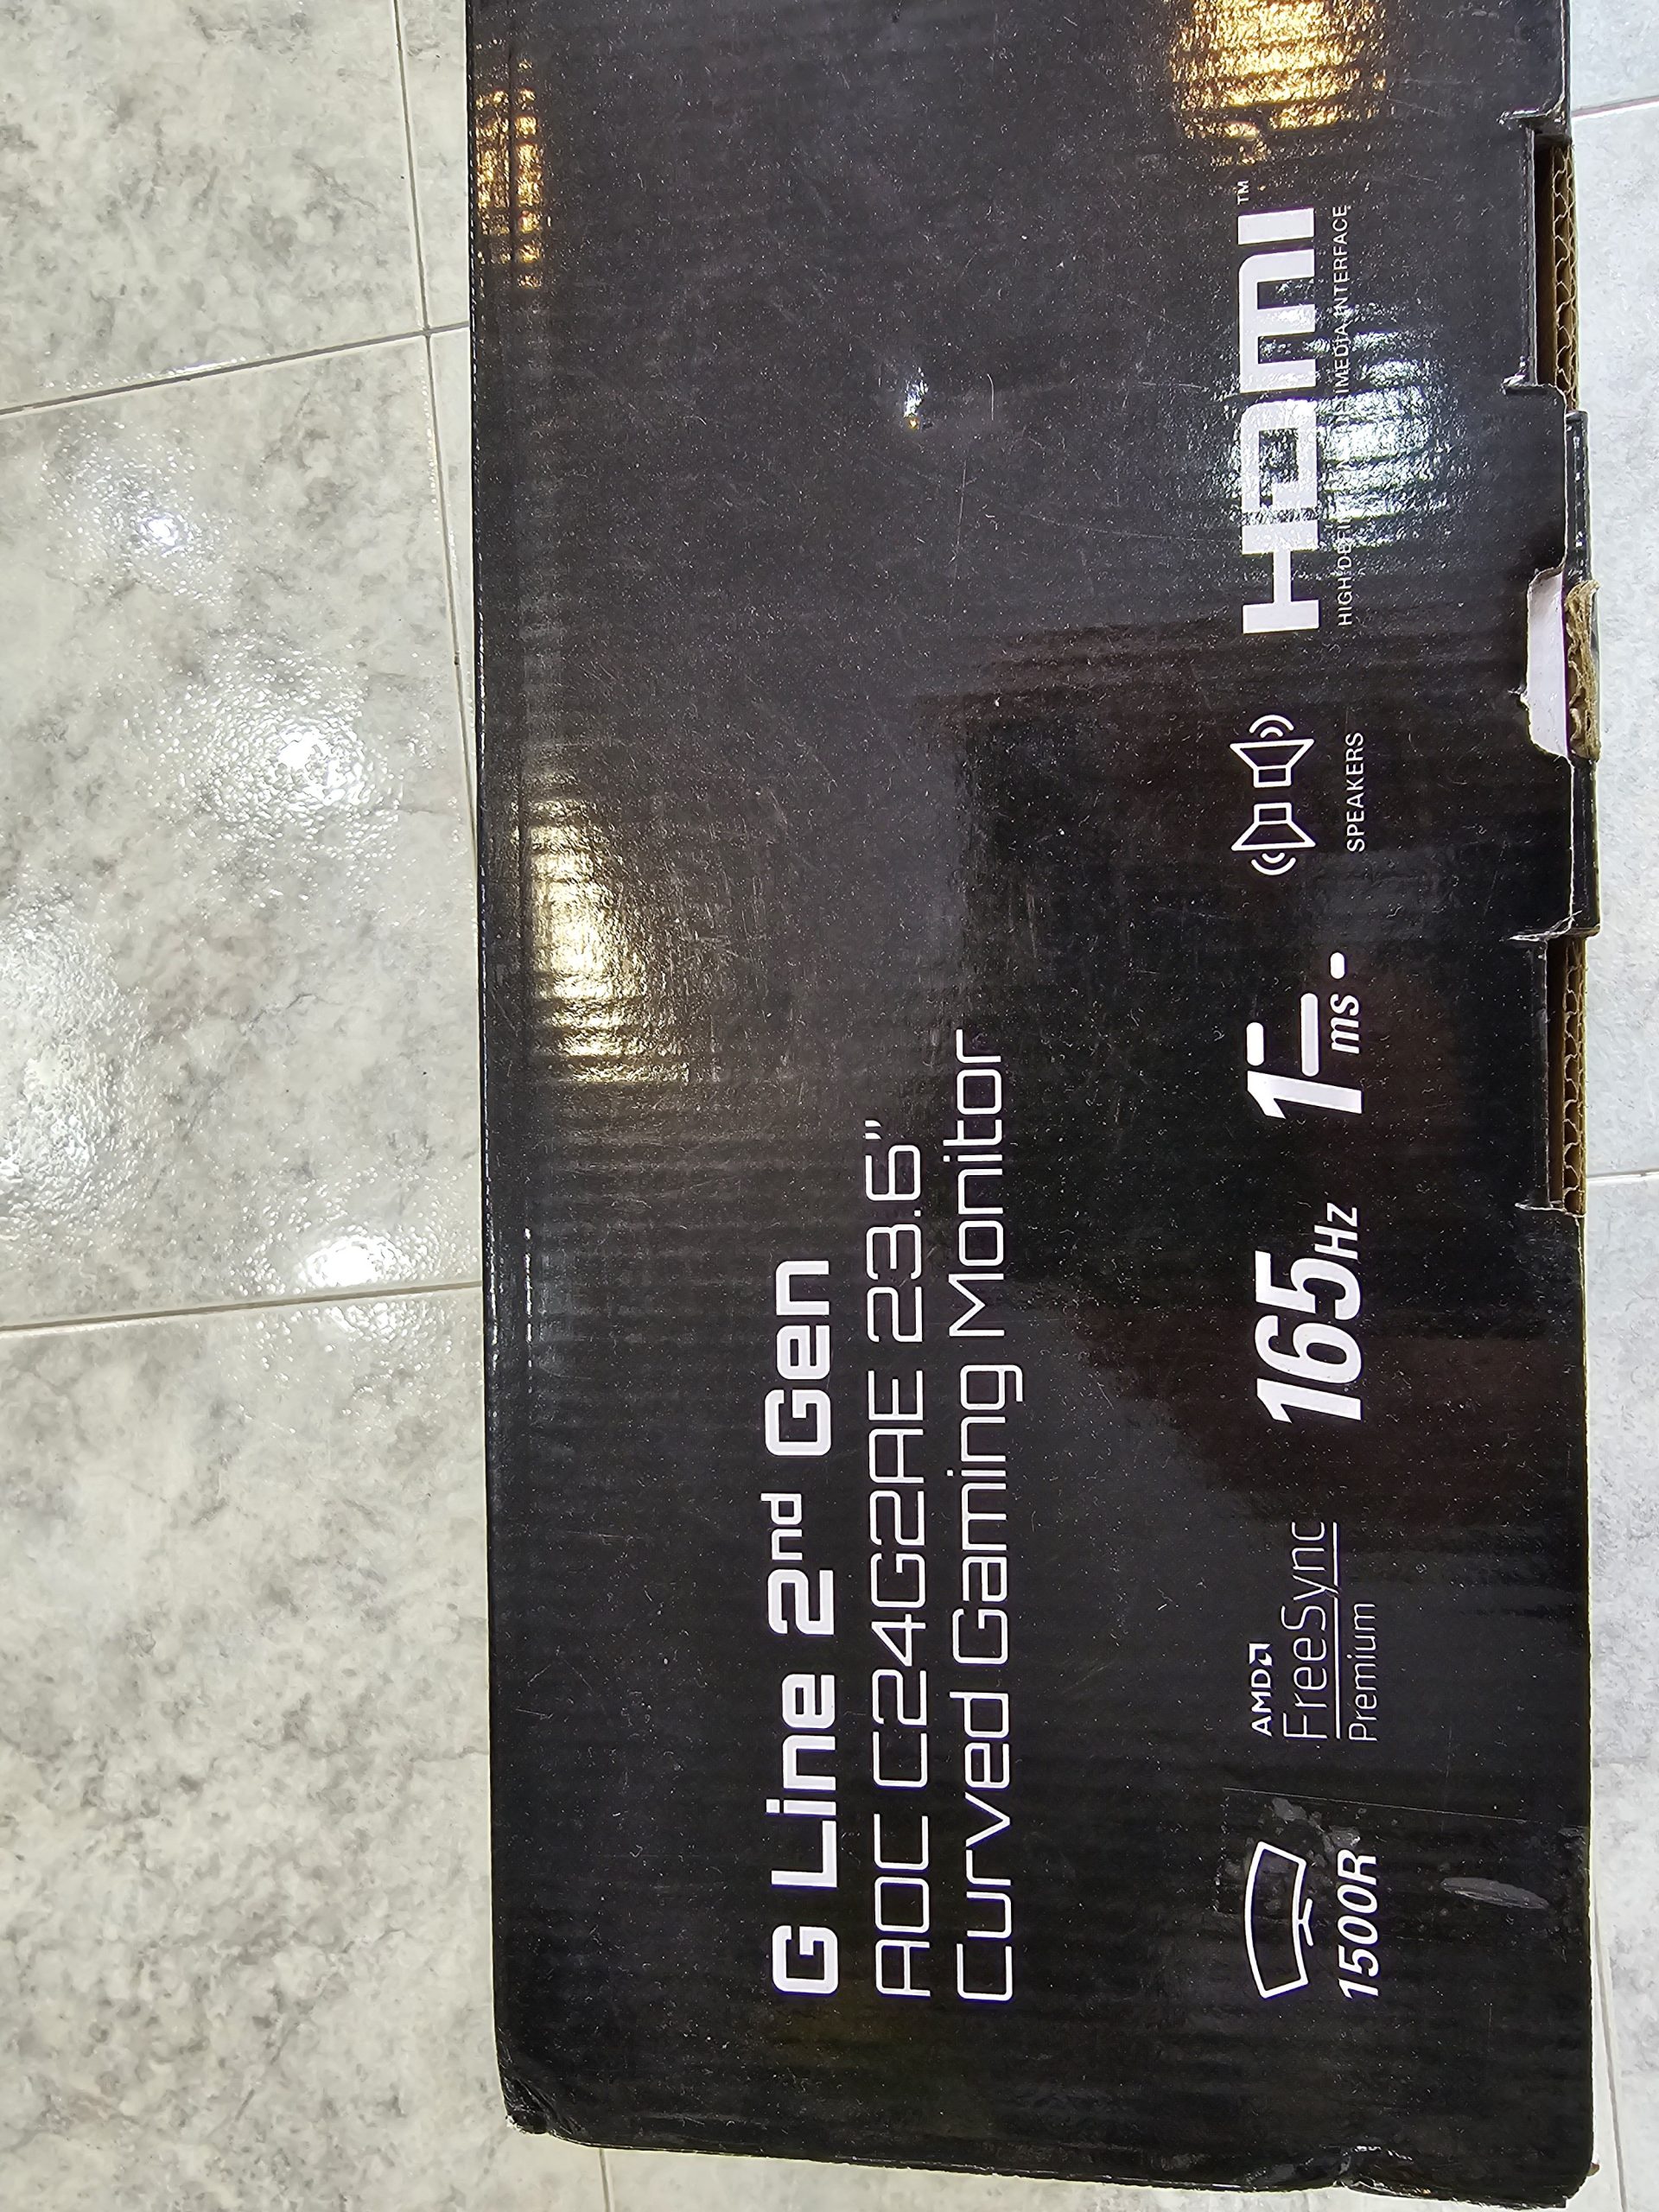 G Line 2nd Gen
AOC C24G2AE 23.6”
Curved Gaming Monitor
1500R
AMD
FreeSync
Premium
165Hz
1ms
SPEAKERS
HDMI™
HIGH DEFINITION MULTIMEDIA INTERFACE